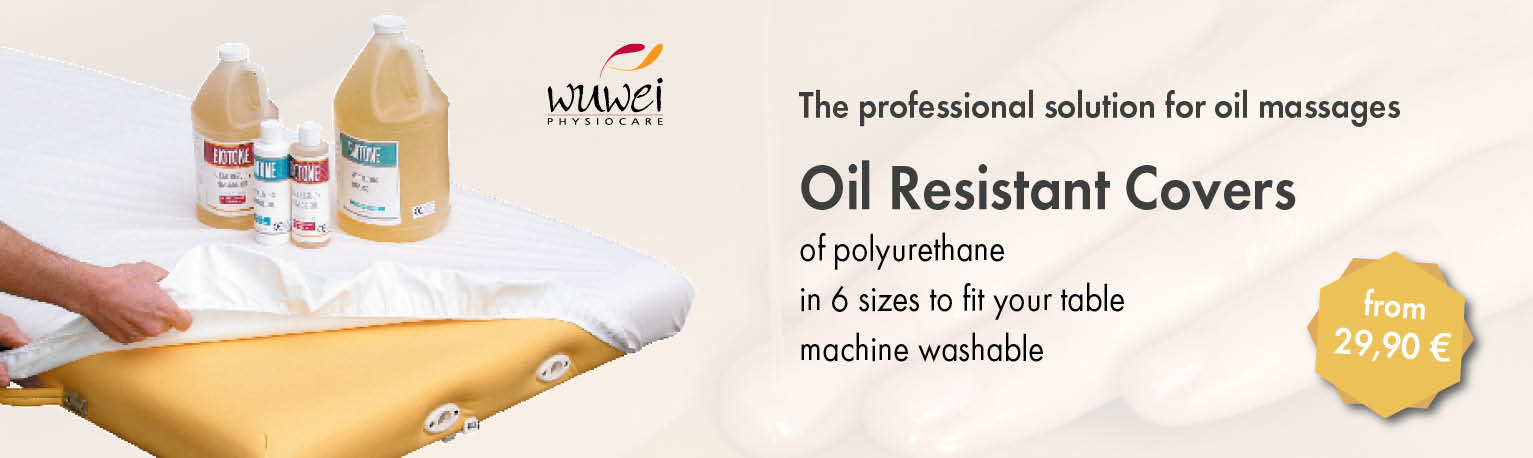 wuwei
PHYSIOCARE
The professional solution for oil massages
Oil Resistant Covers
of polyurethane
in 6 sizes to fit your table
machine washable
from
29,90 €
BIOTONE